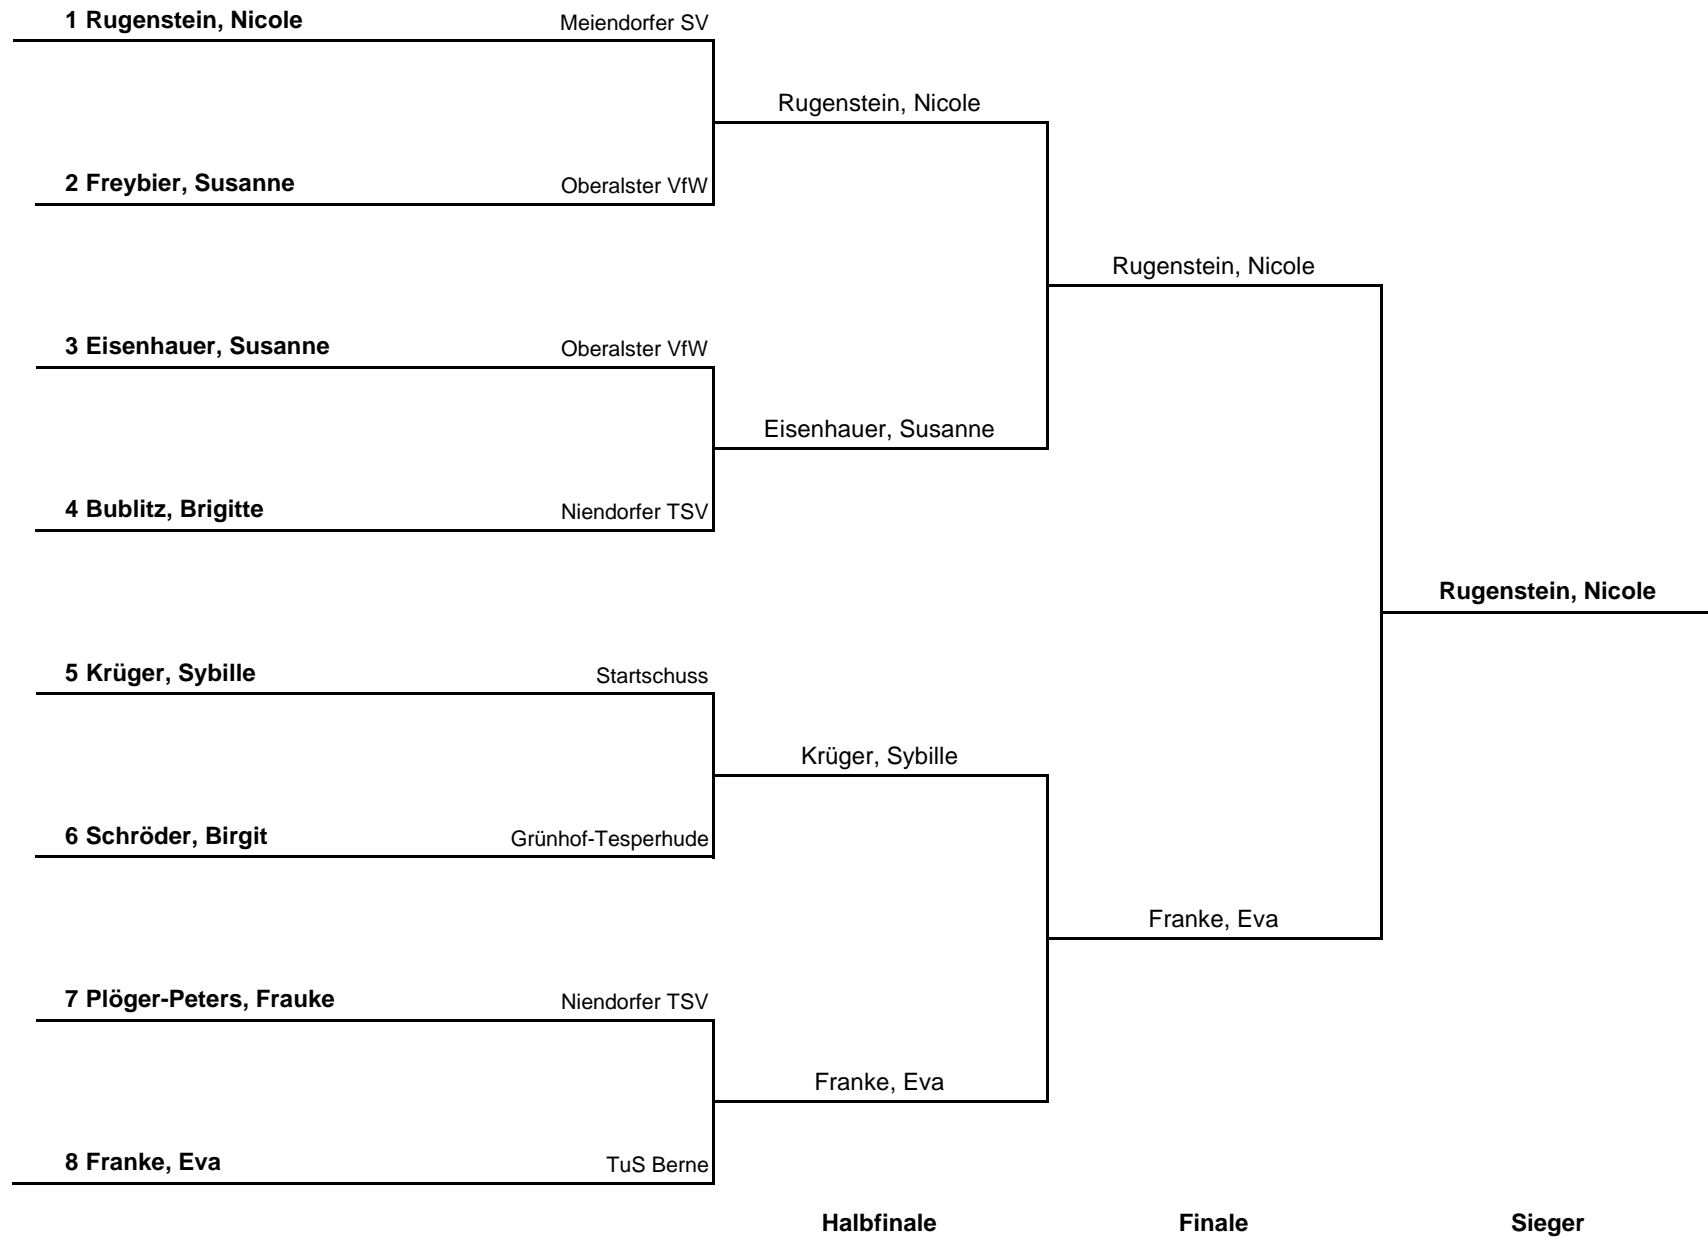 1 Rugenstein, Nicole Meiendorfer SV
Rugenstein, Nicole
2 Freybier, Susanne Oberalster VfW
Rugenstein, Nicole
3 Eisenhauer, Susanne Oberalster VfW
Eisenhauer, Susanne
4 Bublitz, Brigitte Niendorfer TSV
Rugenstein, Nicole
5 Krüger, Sybille Startschuss
Krüger, Sybille
6 Schröder, Birgit Grünhof-Tesperhude
Franke, Eva
7 Plöger-Peters, Frauke Niendorfer TSV
Franke, Eva
8 Franke, Eva TuS Berne
Halbfinale Finale Sieger